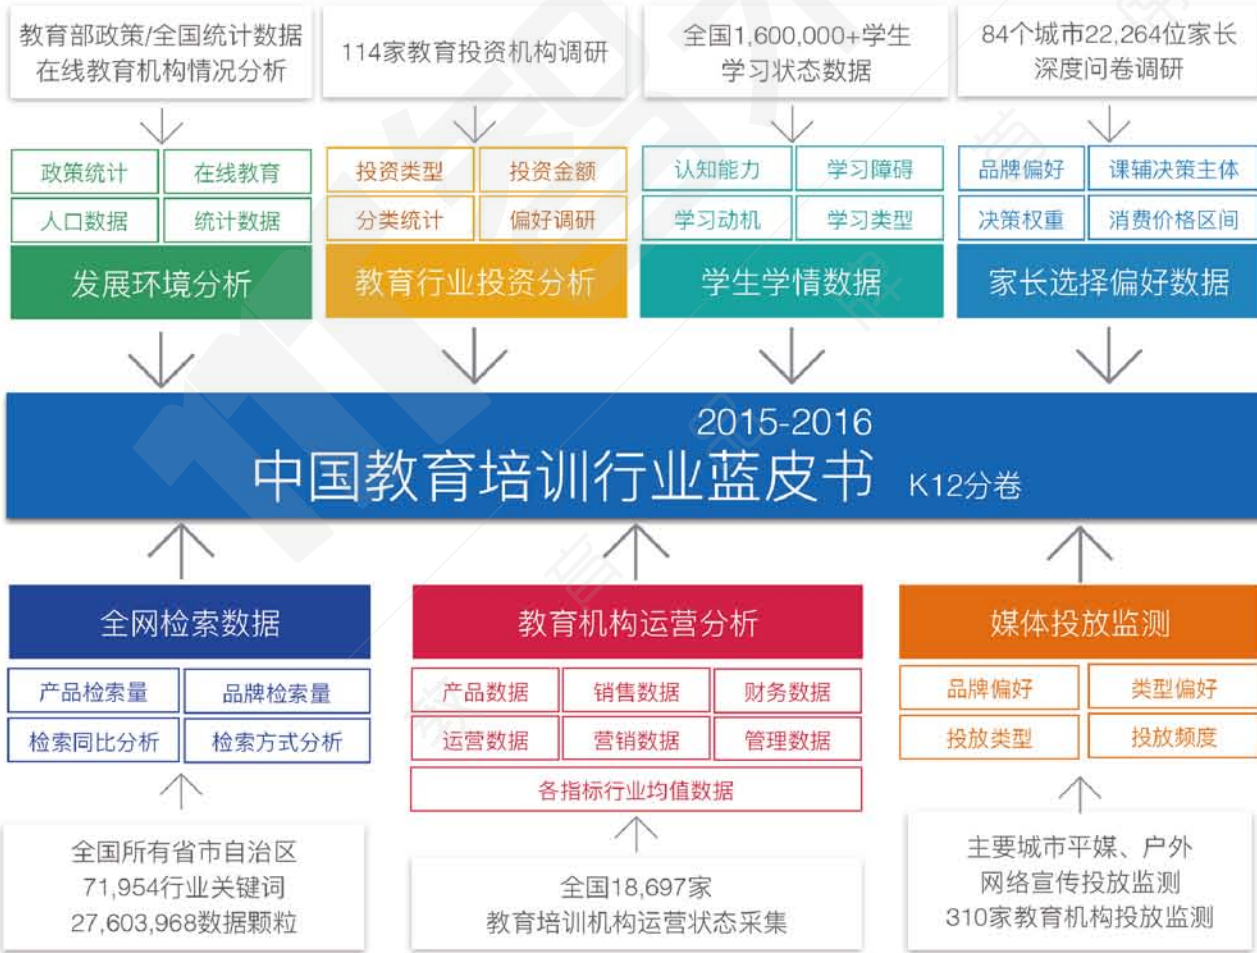 教育部政策/全国统计数据
在线教育机构情况分析
114家教育投资机构调研
全国1,600,000+学生
学习状态数据
84个城市22,264位家长
深度问卷调研
政策统计
在线教育
人口数据
统计数据
发展环境分析
投资类型
投资金额
分类统计
偏好调研
教育行业投资分析
认知能力
学习障碍
学习动机
学习类型
学生学情数据
品牌偏好
课辅决策主体
决策权重
消费价格区间
家长选择偏好数据
2015-2016
中国教育培训行业蓝皮书 K12分卷
全网检索数据
产品检索量
品牌检索量
检索同比分析
检索方式分析
全国所有省市自治区
71,954行业关键词
27,603,968数据颗粒
教育机构运营分析
产品数据
销售数据
财务数据
运营数据
营销数据
管理数据
各指标行业均值数据
全国18,697家
教育培训机构运营状态采集
媒体投放监测
品牌偏好
类型偏好
投放类型
投放频度
主要城市平媒、户外
网络宣传投放监测
310家教育机构投放监测